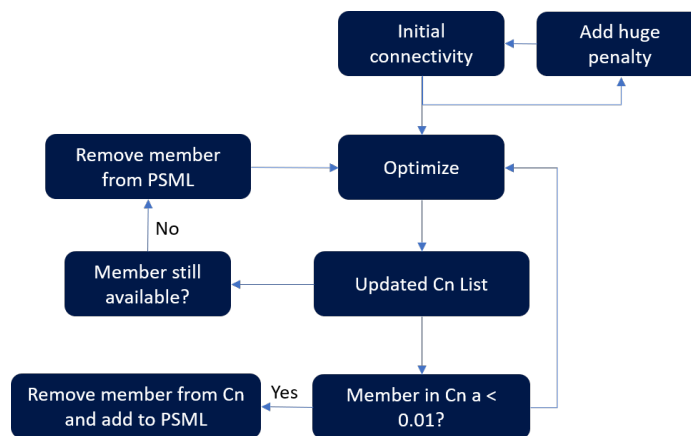 Initial
connectivity
Add huge
penalty
Remove member
from PSML
Optimize
No
Member still
available?
Updated Cn List
Remove member from Cn
and add to PSML
Yes
Member in Cn a <
0.01?